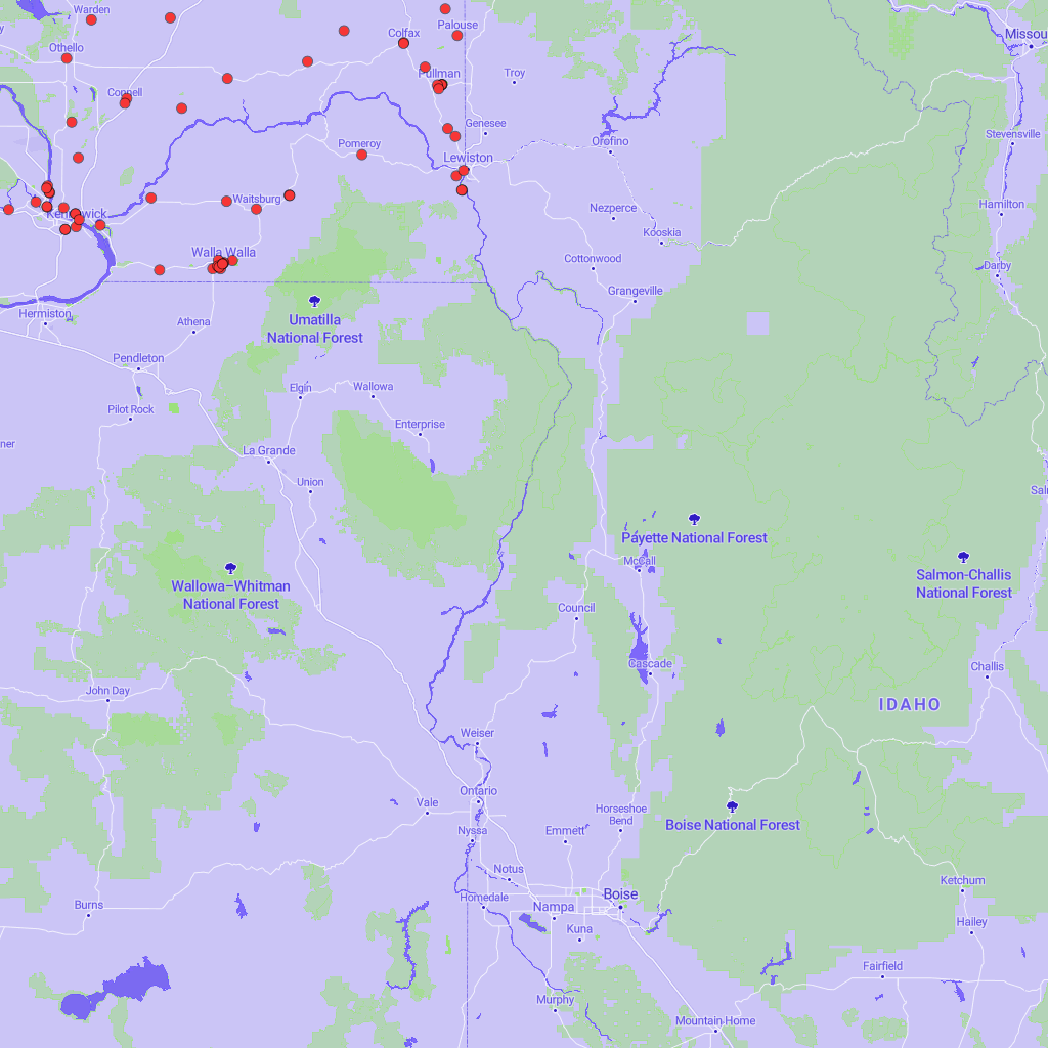 Warden
Palouse
Colfax
Missou
Othello
Pullman
Troy
Connell
Genesee
Stevensville
Orofino
Pomeroy
Lewiston
Waitsburg
Hamilton
Nezperce
Kooskia
Walla Walla
Cottonwood
Darby
Grangeville
Hermiston
Athena
Umatilla
National Forest
Pendleton
Elgin
Wallowa
Pilot Rock
Enterprise
ner
La Grande
Union
Sal
Payette National Forest
McCall
Salmon-Challis
National Forest
Wallowa–Whitman
National Forest
Council
Cascade
Challis
John Day
IDAHO
Weiser
Ontario
Vale
Horseshoe
Bend
Boise National Forest
Nyssa
Emmett
Notus
Ketchum
Boise
Homedale
Nampa
Burns
Hailey
Kuna
Fairfield
Murphy
Mountain Home